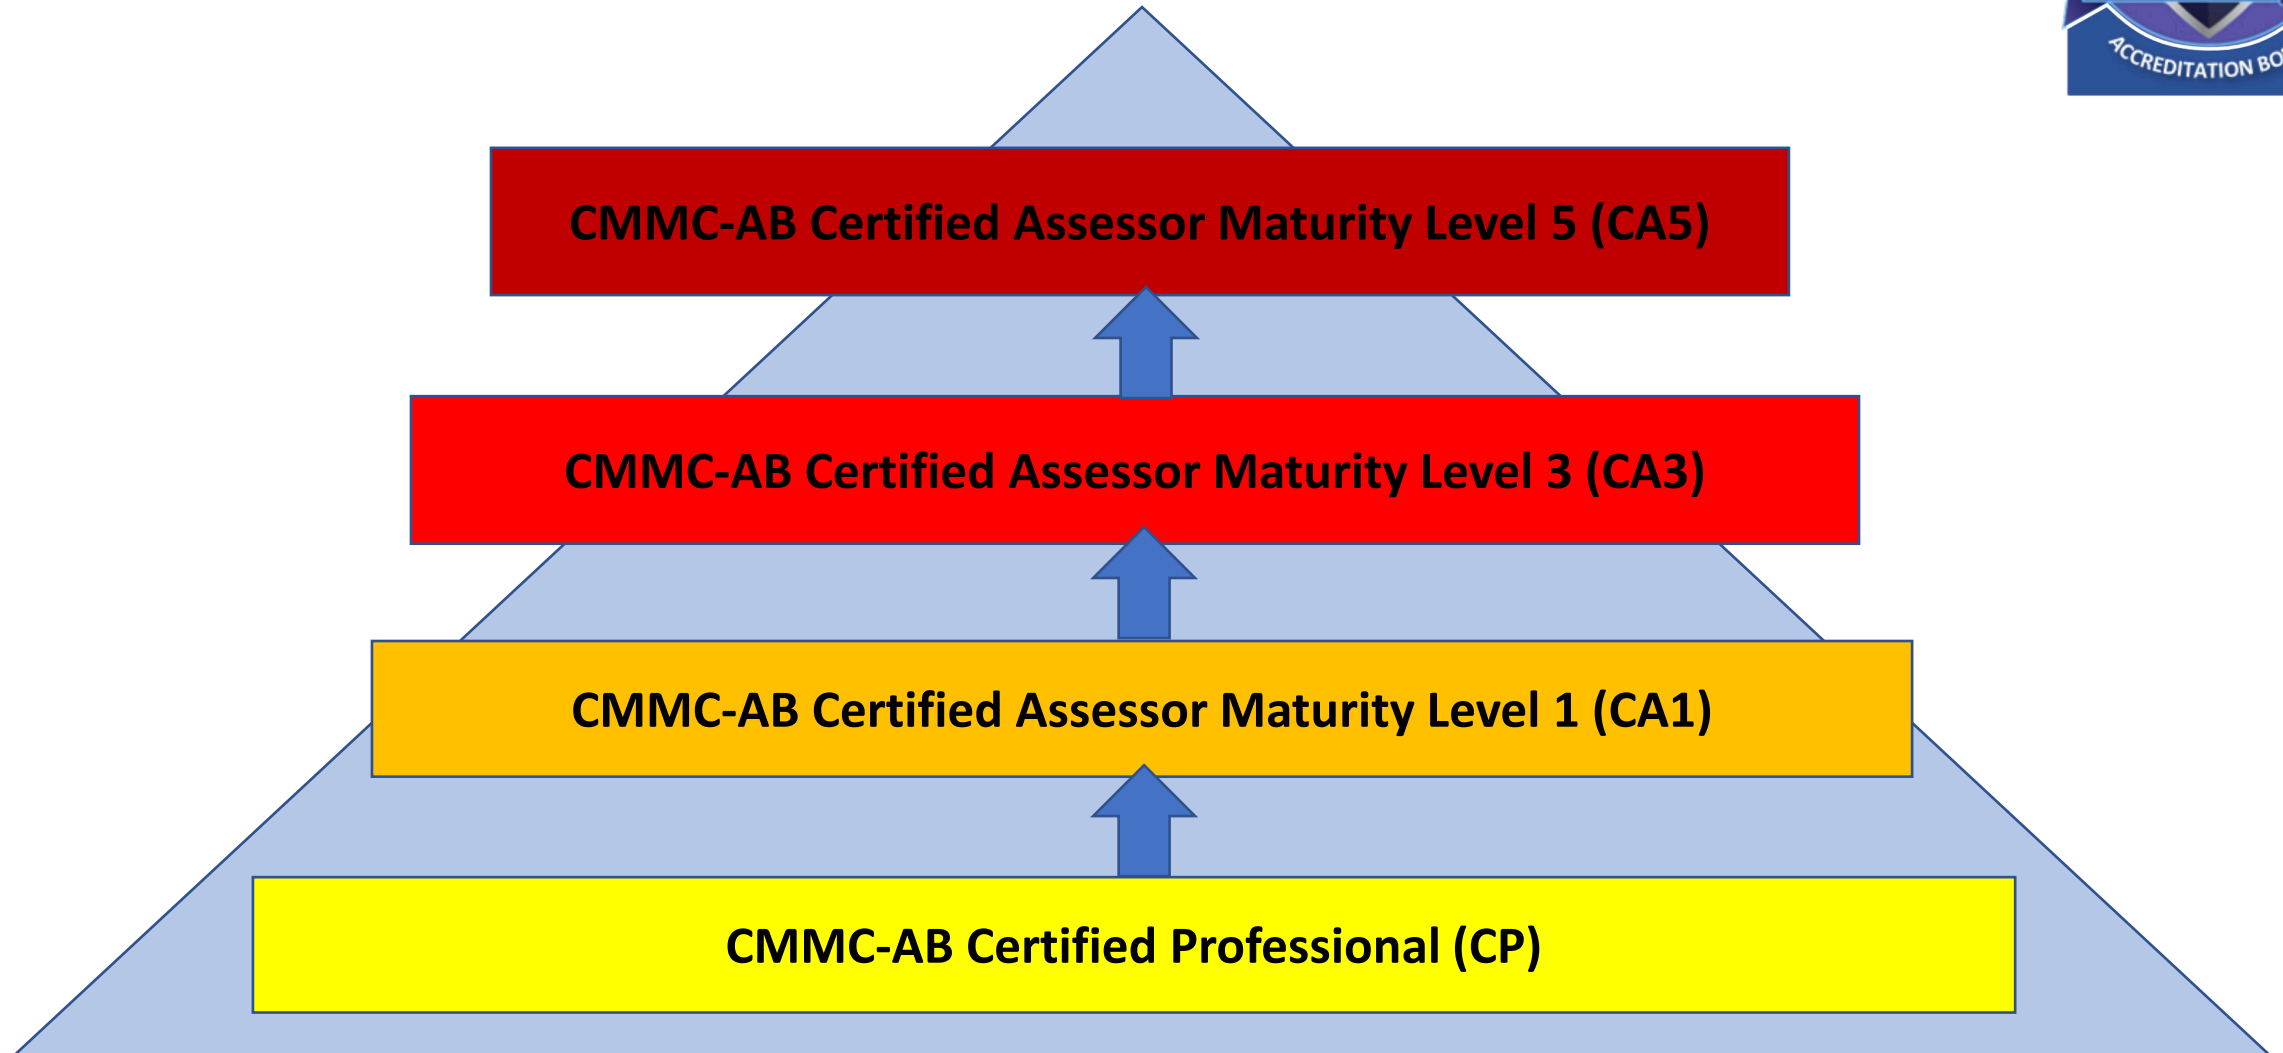 ACCREDITATION
CMMC-AB Certified Assessor Maturity Level 5 (CA5)
CMMC-AB Certified Assessor Maturity Level 3 (CA3)
CMMC-AB Certified Assessor Maturity Level 1 (CA1)
CMMC-AB Certified Professional (CP)